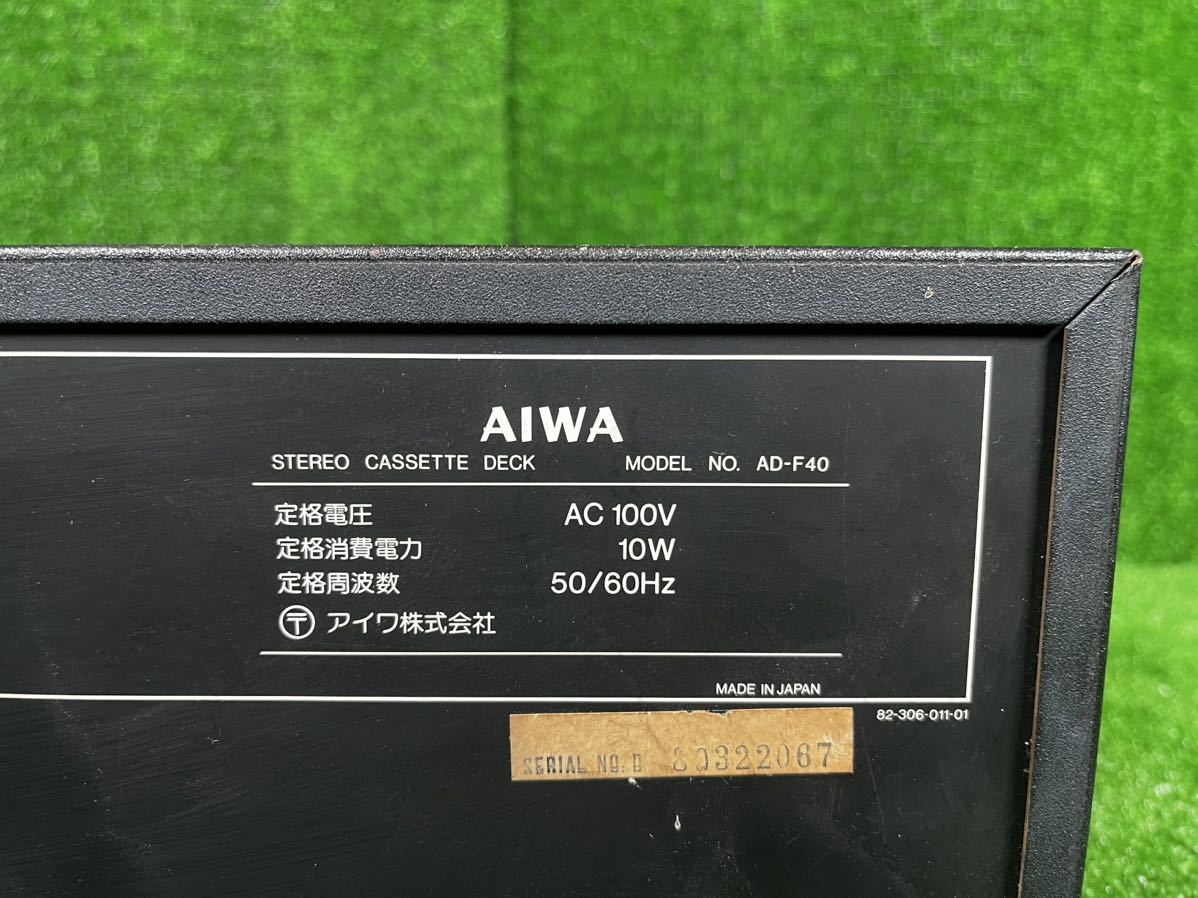 AIWA
STEREO CASSETTE DECK MODEL NO. AD-F40
定格電圧 AC 100V
定格消費電力 10W
定格周波数 50/60Hz
〶 アイワ株式会社
MADE IN JAPAN
82-306-011-01
SERIAL NO. D 80322067